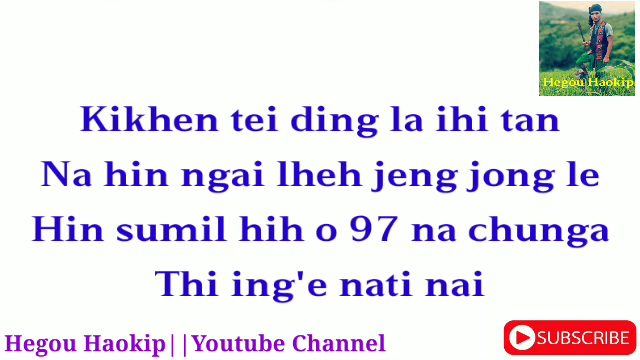 Hegou Haokip
Kikhen tei ding la ihi tan
Na hin ngai lheh jeng jong le
Hin sumil hih o 97 na chunga
Thi ing'e nati nai
Hegou Haokip||Youtube Channel
SUBSCRIBE